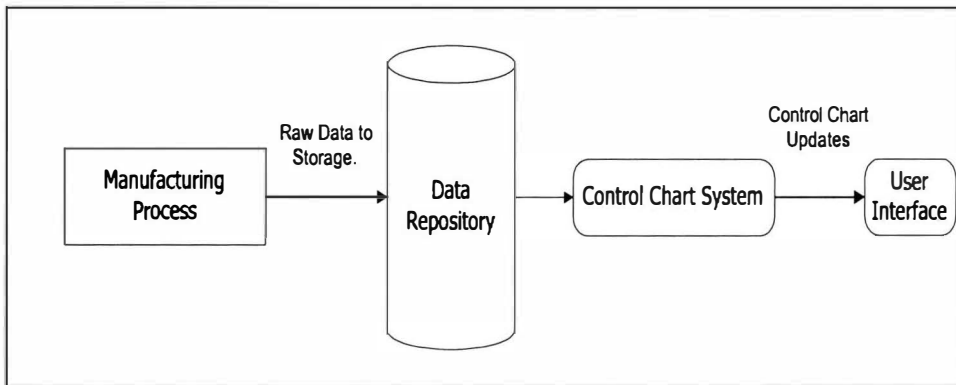 Manufacturing
Process
Raw Data to
Storage.
Data
Repository
Control Chart System
Control Chart
Updates
User
Interface